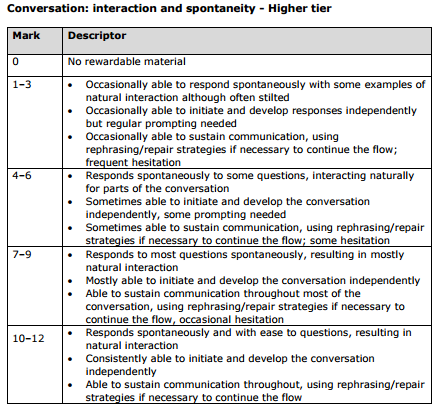 Conversation: interaction and spontaneity - Higher tier
Mark Descriptor
0 No rewardable material
1–3 • Occasionally able to respond spontaneously with some examples of
natural interaction although often stilted
• Occasionally able to initiate and develop responses independently
but regular prompting needed
• Occasionally able to sustain communication, using
rephrasing/repair strategies if necessary to continue the flow;
frequent hesitation
4–6 • Responds spontaneously to some questions, interacting naturally
for parts of the conversation
• Sometimes able to initiate and develop the conversation
independently, some prompting needed
• Sometimes able to sustain communication, using rephrasing/repair
strategies if necessary to continue the flow; some hesitation
7–9 • Responds to most questions spontaneously, resulting in mostly
natural interaction
• Mostly able to initiate and develop the conversation independently
• Able to sustain communication throughout most of the
conversation, using rephrasing/repair strategies if necessary to
continue the flow, occasional hesitation
10–12 • Responds spontaneously and with ease to questions, resulting in
natural interaction
• Consistently able to initiate and develop the conversation
independently
• Able to sustain communication throughout, using rephrasing/repair
strategies if necessary to continue the flow